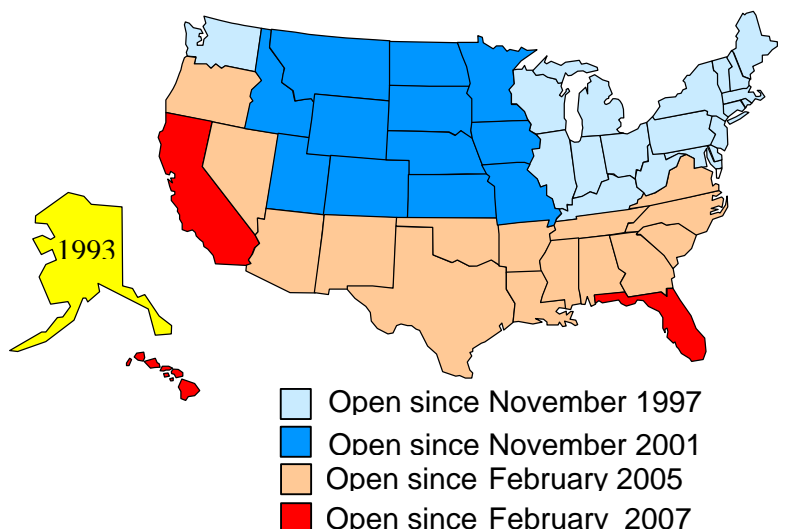 1993
Open since November 1997
Open since November 2001
Open since February 2005
Open since February 2007